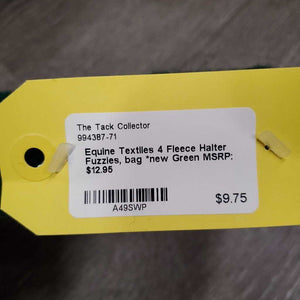 The Tack Collector
994387-71
Equine Textiles 4 Fleece Halter
Fuzzies, bag *new Green MSRP:
$12.95
A49SWP
$9.75